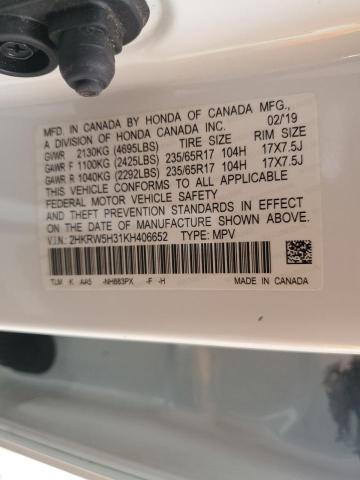 MFD. IN CANADA BY HONDA OF CANADA MFG.,
A DIVISION OF HONDA CANADA INC. 02/'19
TIRE SIZE RIM SIZE
GVWR 2130KG (4695LBS)
GAWR F 1100KG (2425LBS) 235/65R17 104H 17X7.5J
GAWR R 1040KG (2292LBS) 235/65R17 104H 17X7.5J
THIS VEHICLE CONFORMS TO ALL APPLICABLE
FEDERAL MOTOR VEHICLE SAFETY
AND THEFT PREVENTION STANDARDS IN EFFECT
ON THE DATE OF MANUFACTURE SHOWN ABOVE.
V.I.N.: 2HKRW5H31KH406652 TYPE: MPV
TLM K AA5 -NH883PX -F -H MADE IN CANADA